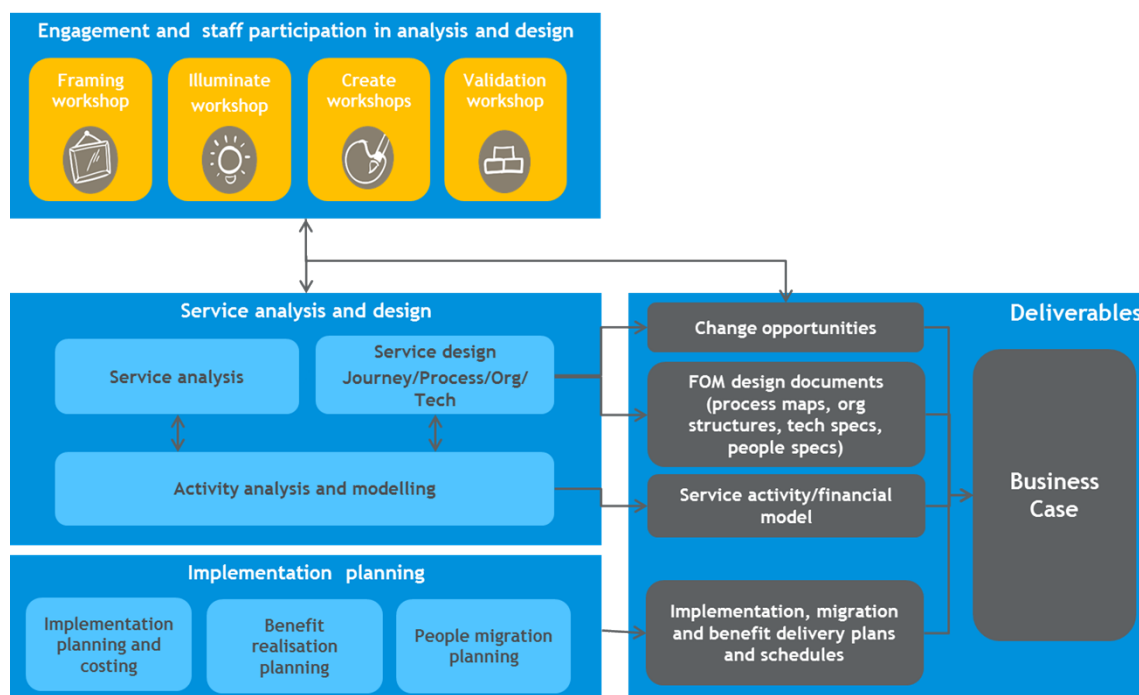 Engagement and staff participation in analysis and design
Framing
workshop
Illuminate
workshop
Create
workshops
Validation
workshop
Service analysis and design
Service analysis
Service design
Journey/Process/Org/
Tech
Activity analysis and modelling
Implementation planning
Implementation
planning and
costing
Benefit
realisation
planning
People migration
planning
Deliverables
Change opportunities
FOM design documents
(process maps, org
structures, tech specs,
people specs)
Service activity/financial
model
Implementation, migration
and benefit delivery plans
and schedules
Business
Case